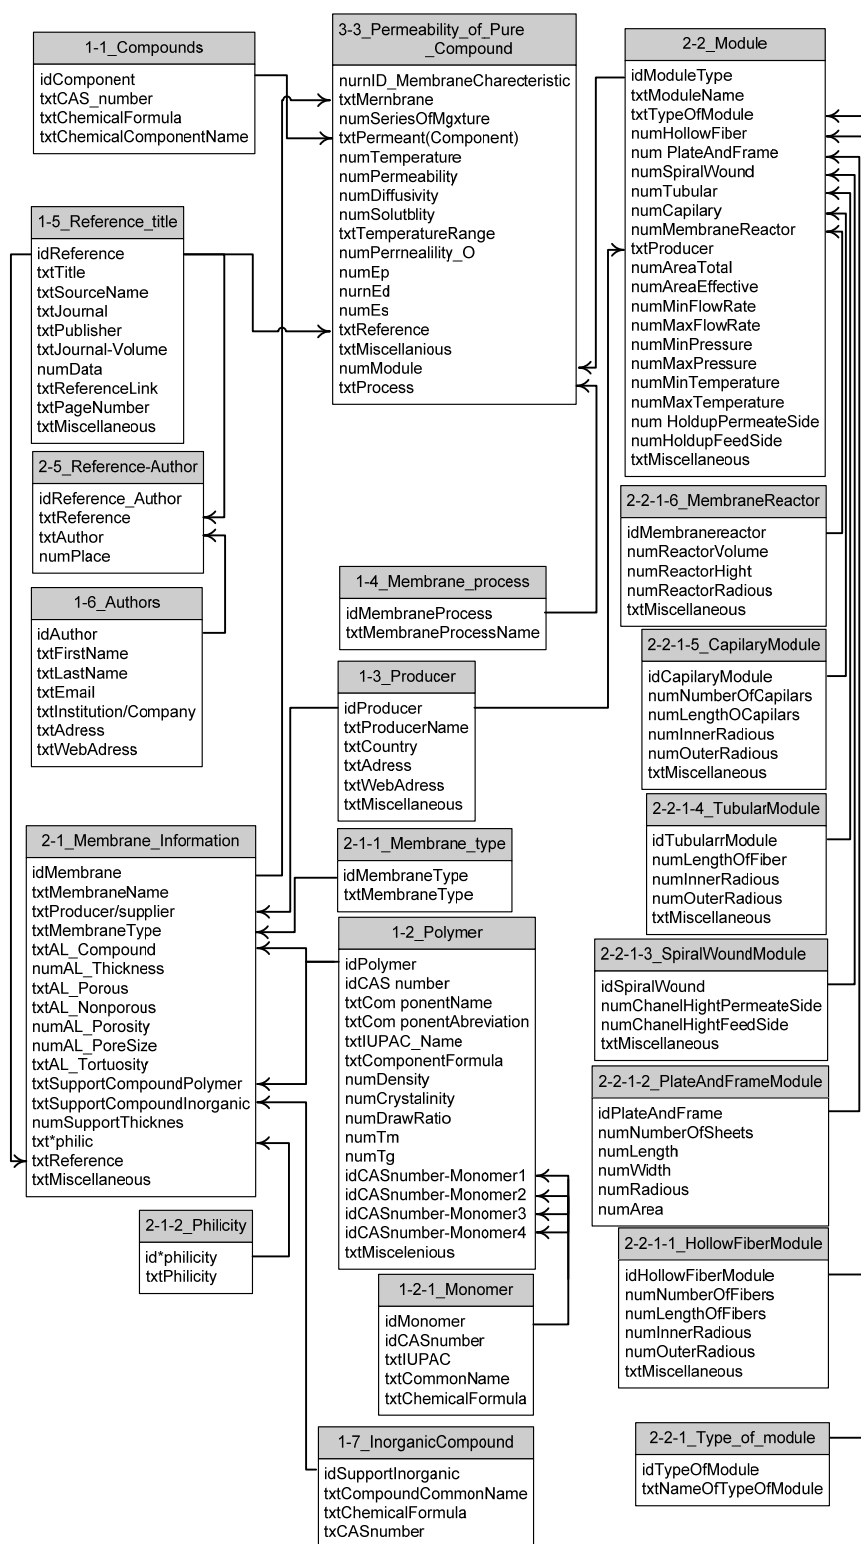 1-1_Compounds
idComponent
txtCAS_number
txtChemicalFormula
txtChemicalComponentName
1-5_Reference_title
idReference
txtTitle
txtSourceName
txtJournal
txtPublisher
txtJournal-Volume
numData
txtReferenceLink
txtPageNumber
txtMiscellaneous
2-5_Reference-Author
idReference_Author
txtReference
txtAuthor
numPlace
1-6_Authors
idAuthor
txtFirstName
txtLastName
txtEmail
txtInstitution/Company
txtAdress
txtWebAdress
2-1_Membrane_Information
idMembrane
txtMembraneName
txtProducer/supplier
txtMembraneType
txtAL_Compound
numAL_Thickness
txtAL_Porous
txtAL_Nonporous
numAL_Porosity
numAL_PoreSize
txtAL_Tortuosity
txtSupportCompoundPolymer
txtSupportCompoundInorganic
numSupportThicknes
txt*philic
txtReference
txtMiscellaneous
2-1-2_Philicity
id*philicity
txtPhilicity
3-3_Permeability_of_Pure
_Compound
nurnID_MembraneCharecteristic
txtMernbrane
numSeriesOfMgxture
txtPermeant(Component)
numTemperature
numPermeability
numDiffusivity
numSolutblity
txtTemperatureRange
numPerrnealility_O
numEp
nurnEd
numEs
txtReference
txtMiscellanious
numModule
txtProcess
1-4_Membrane_process
idMembraneProcess
txtMembraneProcessName
1-3_Producer
idProducer
txtProducerName
txtCountry
txtAdress
txtWebAdress
txtMiscellaneous
2-1-1_Membrane_type
idMembraneType
txtMembraneType
1-2_Polymer
idPolymer
idCAS number
txtCom ponentName
txtCom ponentAbreviation
txtIUPAC_Name
txtComponentFormula
numDensity
numCrystalinity
numDrawRatio
numTm
numTg
idCASnumber-Monomer1
idCASnumber-Monomer2
idCASnumber-Monomer3
idCASnumber-Monomer4
txtMiscelenious
1-2-1_Monomer
idMonomer
idCASnumber
txtIUPAC
txtCommonName
txtChemicalFormula
1-7_InorganicCompound
idSupportInorganic
txtCompoundCommonName
txtChemicalFormula
txCASnumber
2-2_Module
idModuleType
txtModuleName
txtTypeOfModule
numHollowFiber
num PlateAndFrame
numSpiralWound
numTubular
numCapilary
numMembraneReactor
txtProducer
numAreaTotal
numAreaEffective
numMinFlowRate
numMaxFlowRate
numMinPressure
numMaxPressure
numMinTemperature
numMaxTemperature
num HoldupPermeateSide
numHoldupFeedSide
txtMiscellaneous
2-2-1-6_MembraneReactor
idMembranereactor
numReactorVolume
numReactorHight
numReactorRadious
txtMiscellaneous
2-2-1-5_CapilaryModule
idCapilaryModule
numNumberOfCapilars
numLengthOCapilars
numInnerRadious
numOuterRadious
txtMiscellaneous
2-2-1-4_TubularModule
idTubularrModule
numLengthOfFiber
numInnerRadious
numOuterRadious
txtMiscellaneous
2-2-1-3_SpiralWoundModule
idSpiralWound
numChanelHightPermeateSide
numChanelHightFeedSide
txtMiscellaneous
2-2-1-2_PlateAndFrameModule
idPlateAndFrame
numNumberOfSheets
numLength
numWidth
numRadious
numArea
2-2-1-1_HollowFiberModule
idHollowFiberModule
numNumberOfFibers
numLengthOfFibers
numInnerRadious
numOuterRadious
txtMiscellaneous
2-2-1_Type_of_module
idTypeOfModule
txtNameOfTypeOfModule